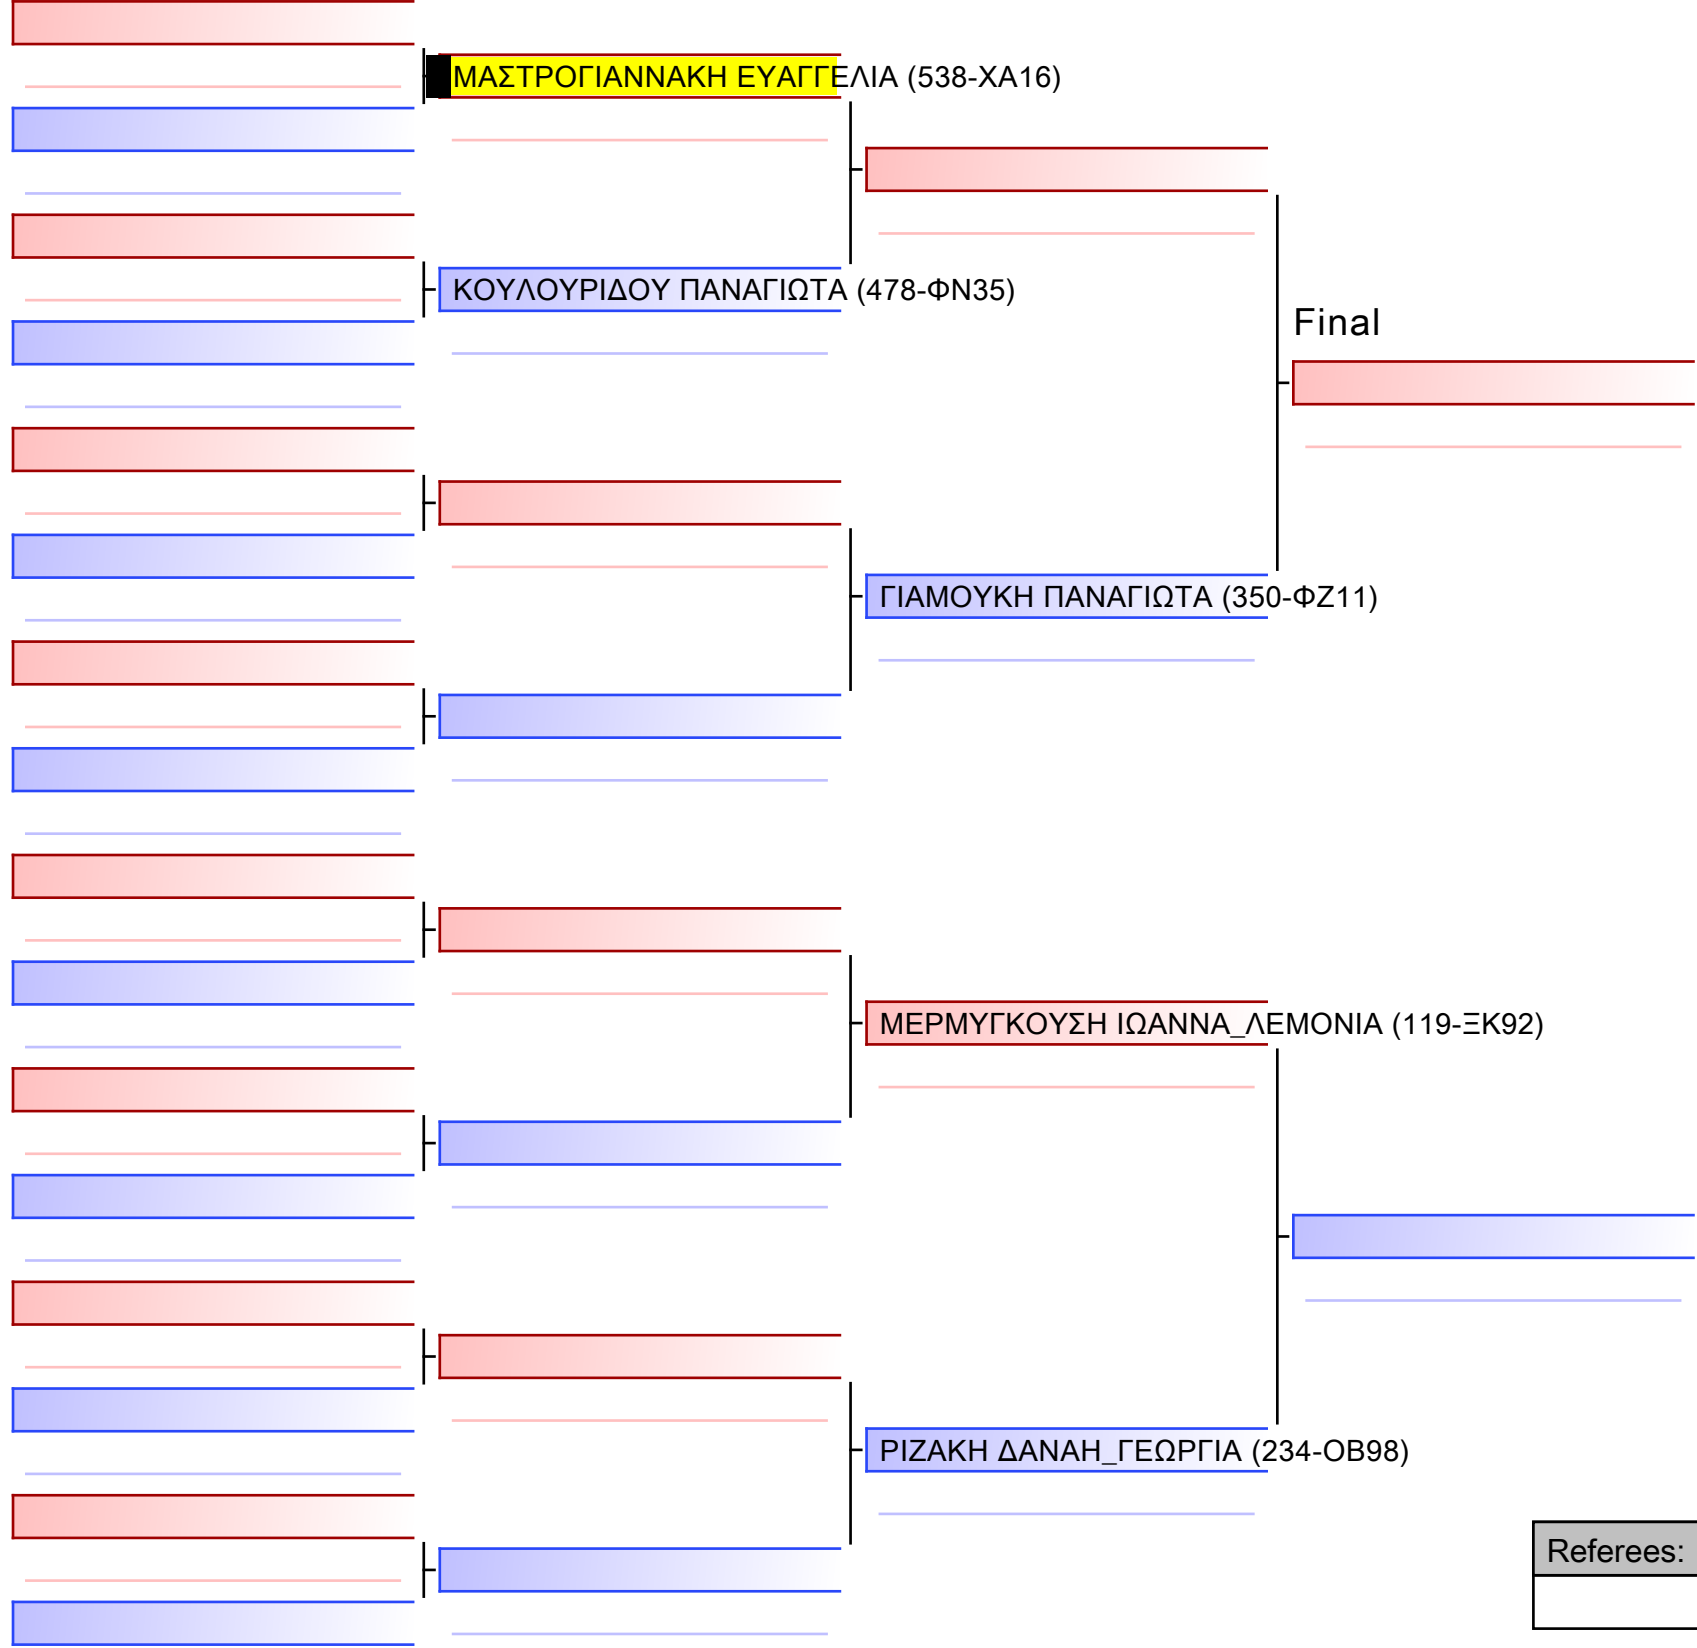 ΜΑΣΤΡΟΓΙΑΝΝΑΚΗ ΕΥΑΓΓΕΛΙΑ (538-ΧΑ16)
ΚΟΥΛΟΥΡΙΔΟΥ ΠΑΝΑΓΙΩΤΑ (478-ΦΝ35)
Final
ΓΙΑΜΟΥΚΗ ΠΑΝΑΓΙΩΤΑ (350-ΦΖ11)
ΜΕΡΜΥΓΚΟΥΣΗ ΙΩΑΝΝΑ_ΛΕΜΟΝΙΑ (119-ΞΚ92)
ΡΙΖΑΚΗ ΔΑΝΑΗ_ΓΕΩΡΓΙΑ (234-ΟΒ98)
Referees: